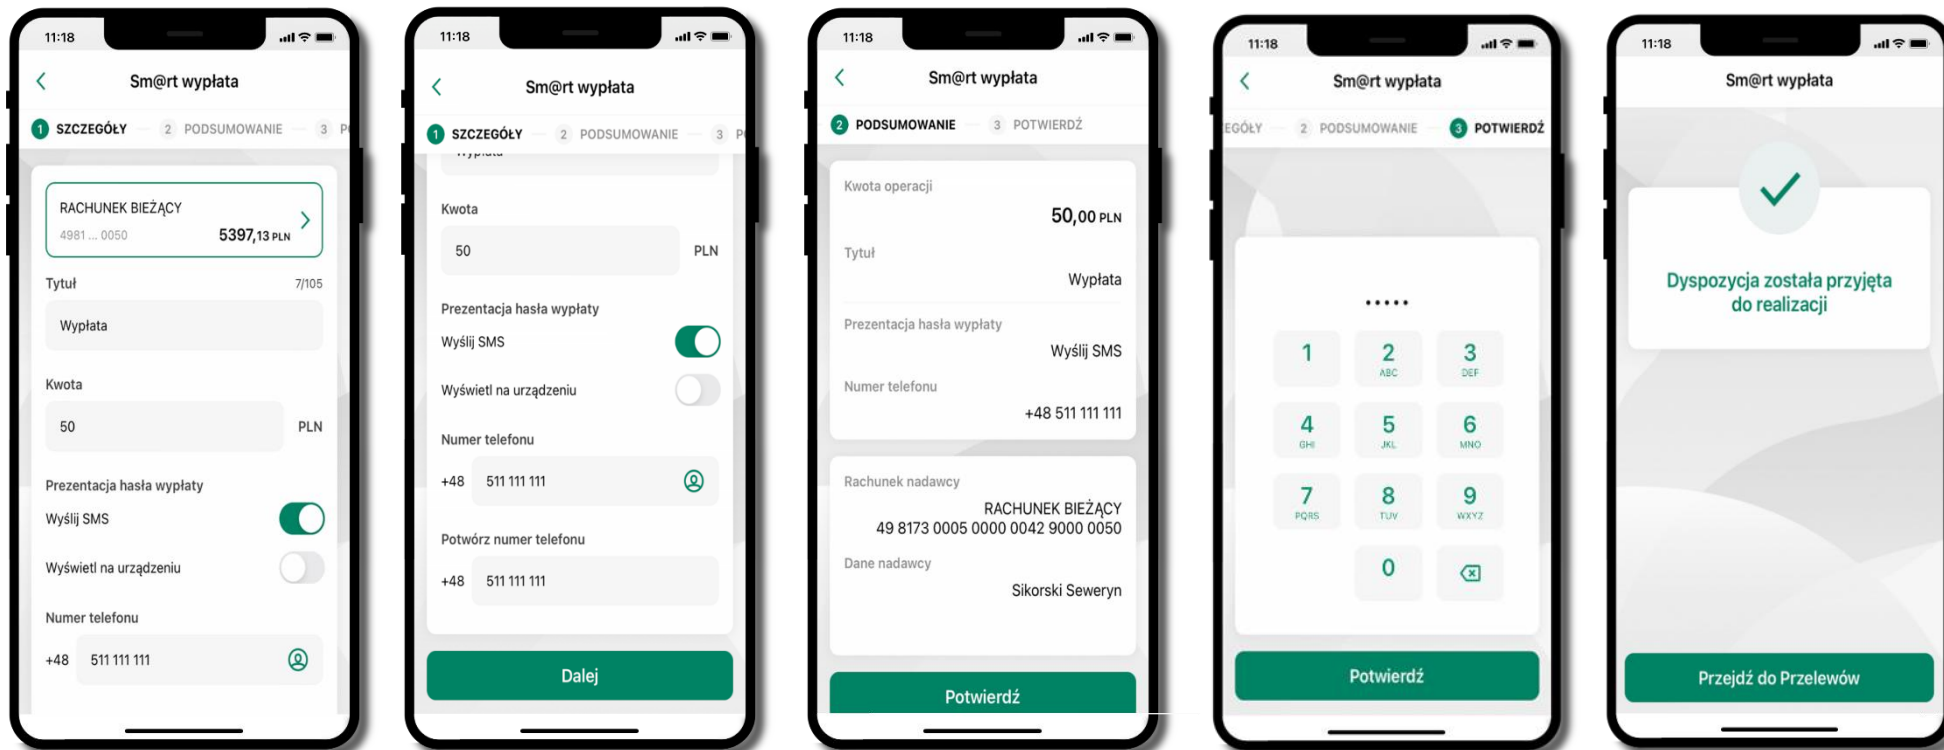 11:18
Sm@rt wypłata
1 SZCZEGÓŁY 2 PODSUMOWANIE 3
RACHUNEK BIEŻĄCY
4981 ... 0050 5397,13 PLN
Tytuł 7/105
Wypłata
Kwota
50 PLN
Prezentacja hasła wypłaty
Wyślij SMS
Wyświetl na urządzeniu
Numer telefonu
+48 511 111 111
11:18
Sm@rt wypłata
1 SZCZEGÓŁY 2 PODSUMOWANIE 3
Wypłata
Kwota
50 PLN
Prezentacja hasła wypłaty
Wyślij SMS
Wyświetl na urządzeniu
Numer telefonu
+48 511 111 111
Potwórz numer telefonu
+48 511 111 111
Dalej
11:18
Sm@rt wypłata
2 PODSUMOWANIE 3 POTWIERDŹ
Kwota operacji
50,00 PLN
Tytuł
Wypłata
Prezentacja hasła wypłaty
Wyślij SMS
Numer telefonu
+48 511 111 111
Rachunek nadawcy
RACHUNEK BIEŻĄCY
49 8173 0005 0000 0042 9000 0050
Dane nadawcy
Sikorski Seweryn
Potwierdź
11:18
Sm@rt wypłata
EGÓŁY 2 PODSUMOWANIE 3 POTWIERDŹ
•••••
1 2 3
ABC DEF
4 5 6
GHI JKL MNO
7 8 9
PQRS TUV WXYZ
0
Potwierdź
11:18
Sm@rt wypłata
Dyspozycja została przyjęta
do realizacji
Przejdź do Przelewów